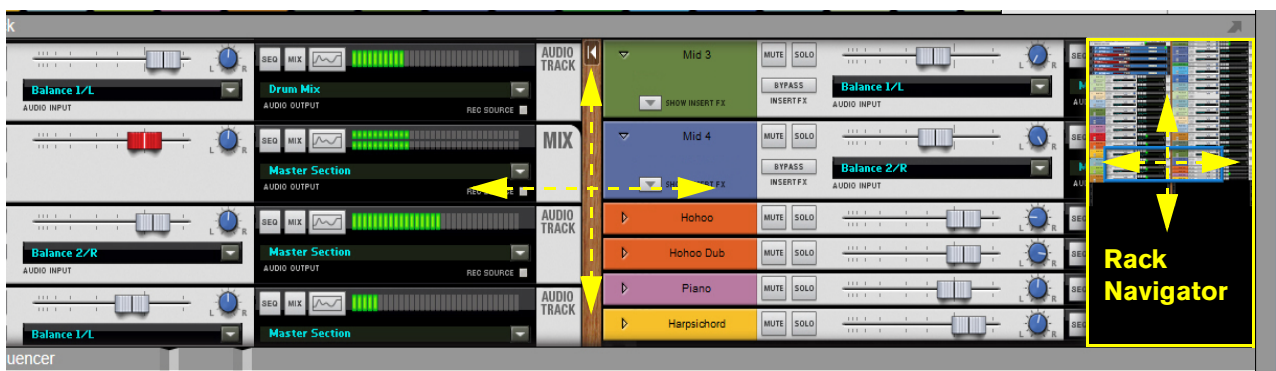 k
L R
SEQ MIX
AUDIO TRACK
Balance 1/L
AUDIO INPUT
Drum Mix
AUDIO OUTPUT
REC SOURCE
L R
SEQ MIX
MIX
Master Section
AUDIO OUTPUT
L R
SEQ MIX
AUDIO TRACK
Balance 2/R
AUDIO INPUT
Master Section
AUDIO OUTPUT
REC SOURCE
L R
SEQ MIX
AUDIO TRACK
Balance 1/L
Master Section
Mid 3
MUTE SOLO
L R
SEQ
BYPASS
INSERT FX
SHOW INSERT FX
Balance 1/L
AUDIO INPUT
Mid 4
MUTE SOLO
L R
SEQ
BYPASS
INSERT FX
Balance 2/R
AUDIO INPUT
Hohoo
MUTE SOLO
L R
Hohoo Dub
MUTE SOLO
L R
Piano
MUTE SOLO
L R
Harpsichord
MUTE SOLO
L R
Rack
Navigator
uencer